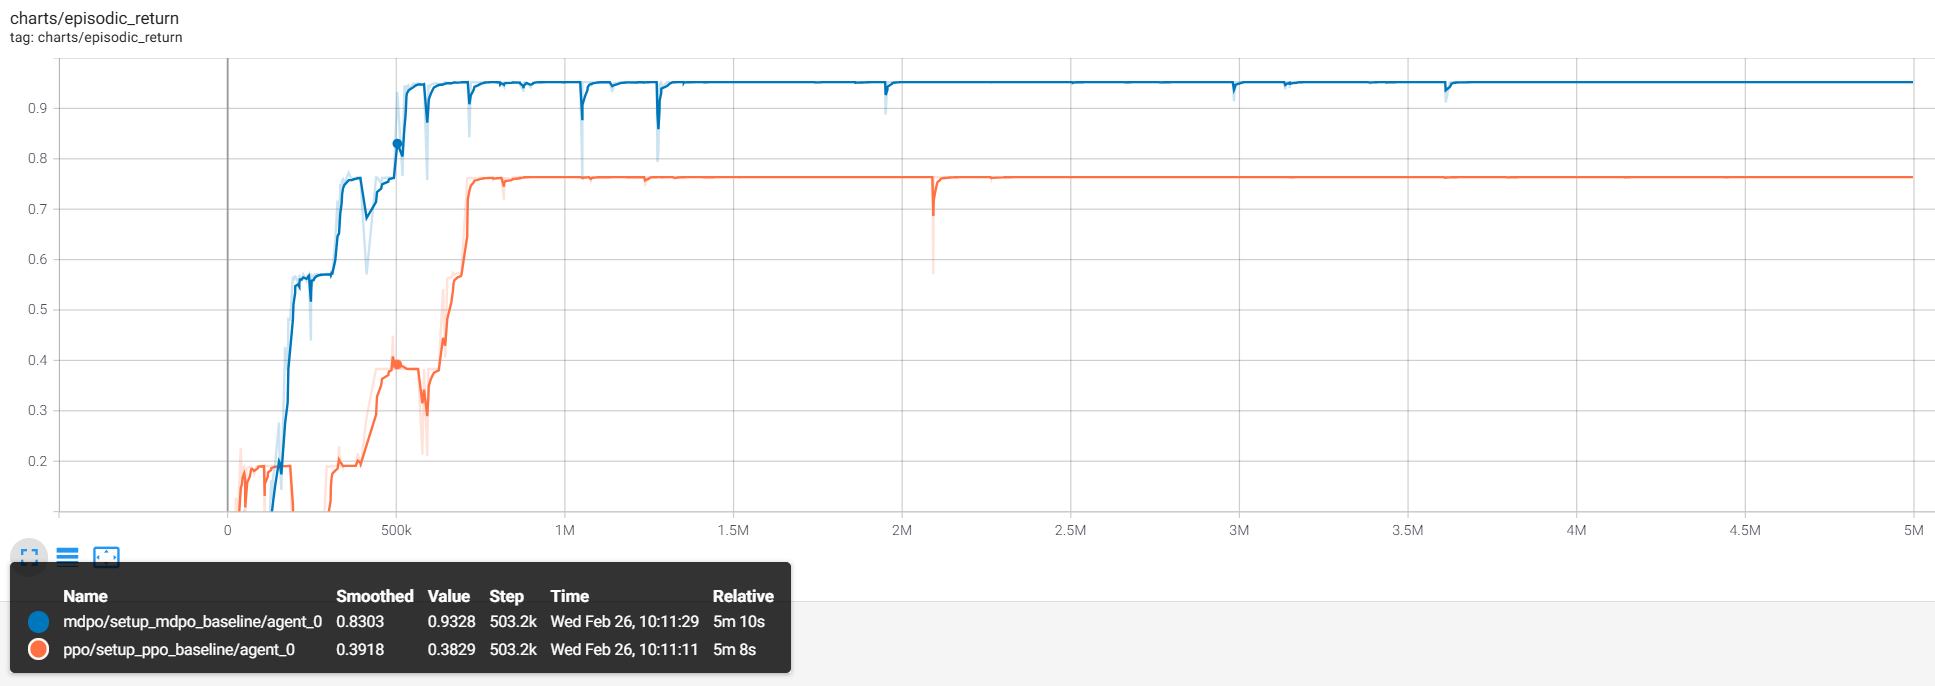 charts/episodic_return
tag: charts/episodic_return
0.9
0.8
0.7
0.6
0.5
0.4
0.3
0.2
0 500k 1M 1.5M 2M 2.5M 3M 3.5M 4M 4.5M 5M
Name Smoothed Value Step Time Relative
mdpo/setup_mdpo_baseline/agent_0 0.8303 0.9328 503.2k Wed Feb 26, 10:11:29 5m 10s
ppo/setup_ppo_baseline/agent_0 0.3918 0.3829 503.2k Wed Feb 26, 10:11:11 5m 8s